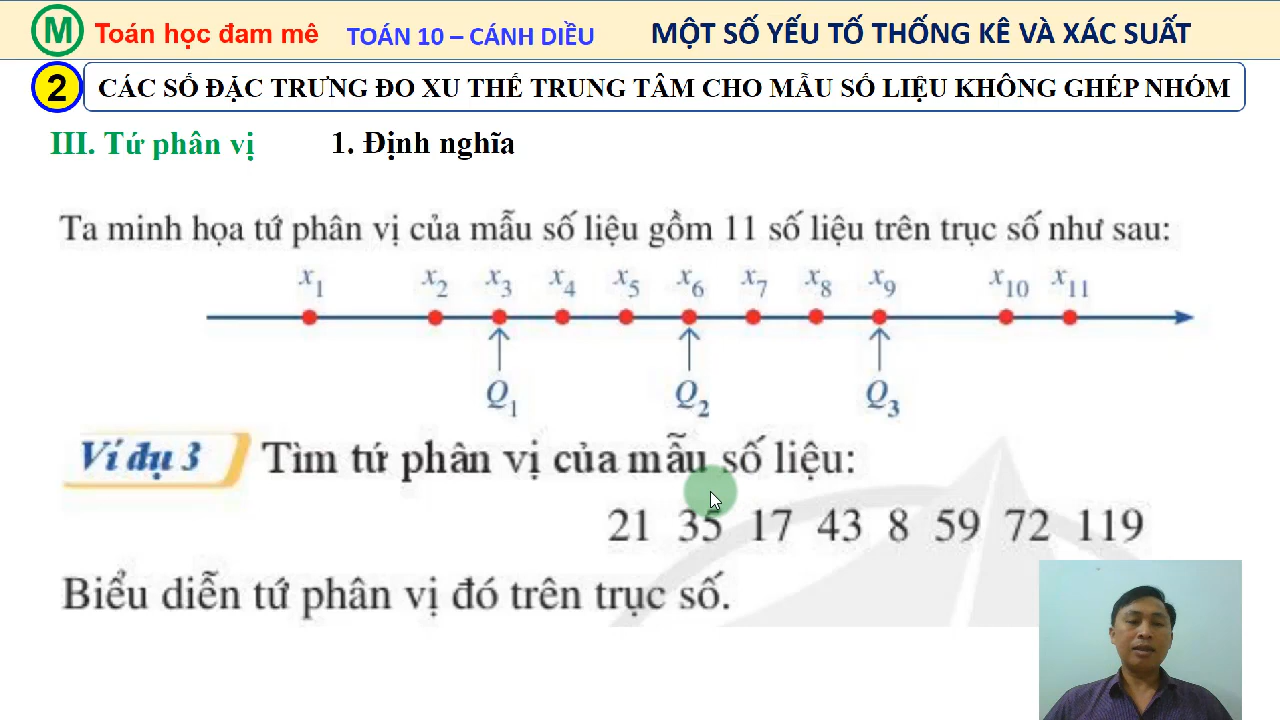 M Toán học đam mê TOÁN 10 – CÁNH DIỀU MỘT SỐ YẾU TỐ THỐNG KÊ VÀ XÁC SUẤT
2 CÁC SỐ ĐẶC TRƯNG ĐO XU THẾ TRUNG TÂM CHO MẪU SỐ LIỆU KHÔNG GHÉP NHÓM
III. Tứ phân vị 1. Định nghĩa
Ta minh họa tứ phân vị của mẫu số liệu gồm 11 số liệu trên trục số như sau:
x₁ x₂ x₃ x₄ x₅ x₆ x₇ x₈ x₉ x₁₀ x₁₁
Q₁ Q₂ Q₃
Ví dụ 3 Tìm tứ phân vị của mẫu số liệu:
21 35 17 43 8 59 72 119
Biểu diễn tứ phân vị đó trên trục số.